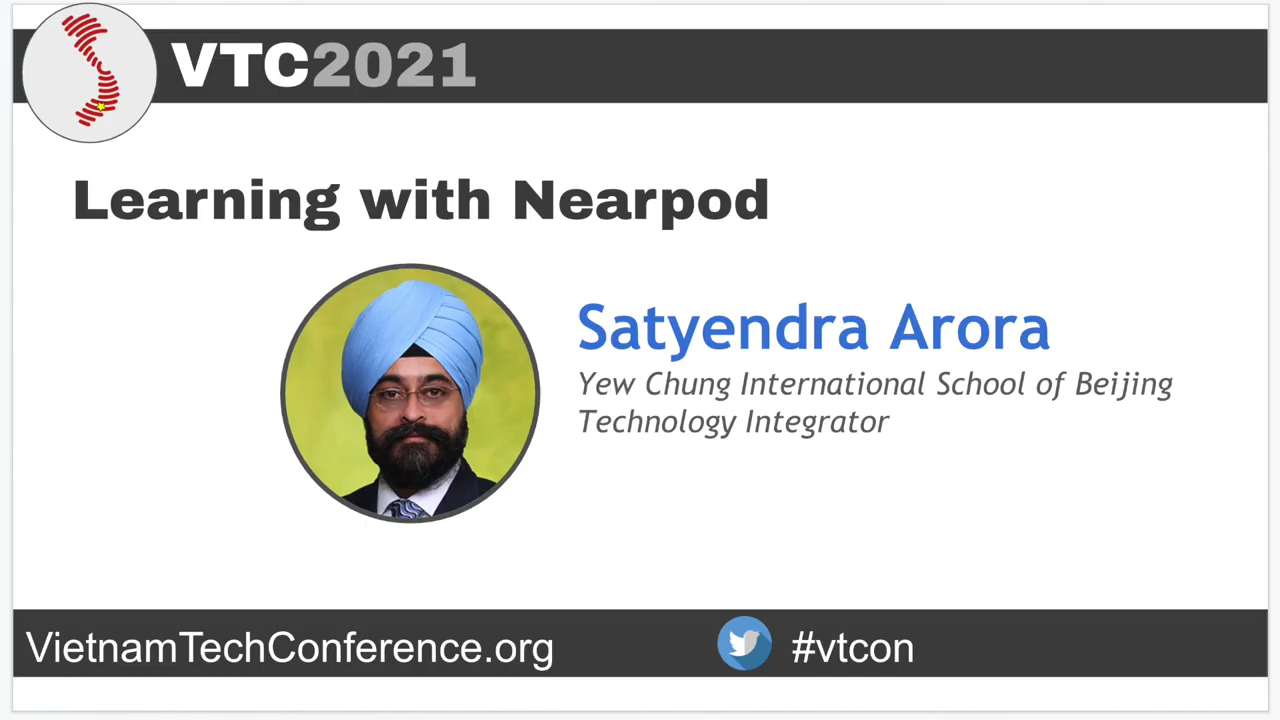 VTC2021
Learning with Nearpod
Satyendra Arora
Yew Chung International School of Beijing
Technology Integrator
VietnamTechConference.org
#vtcon